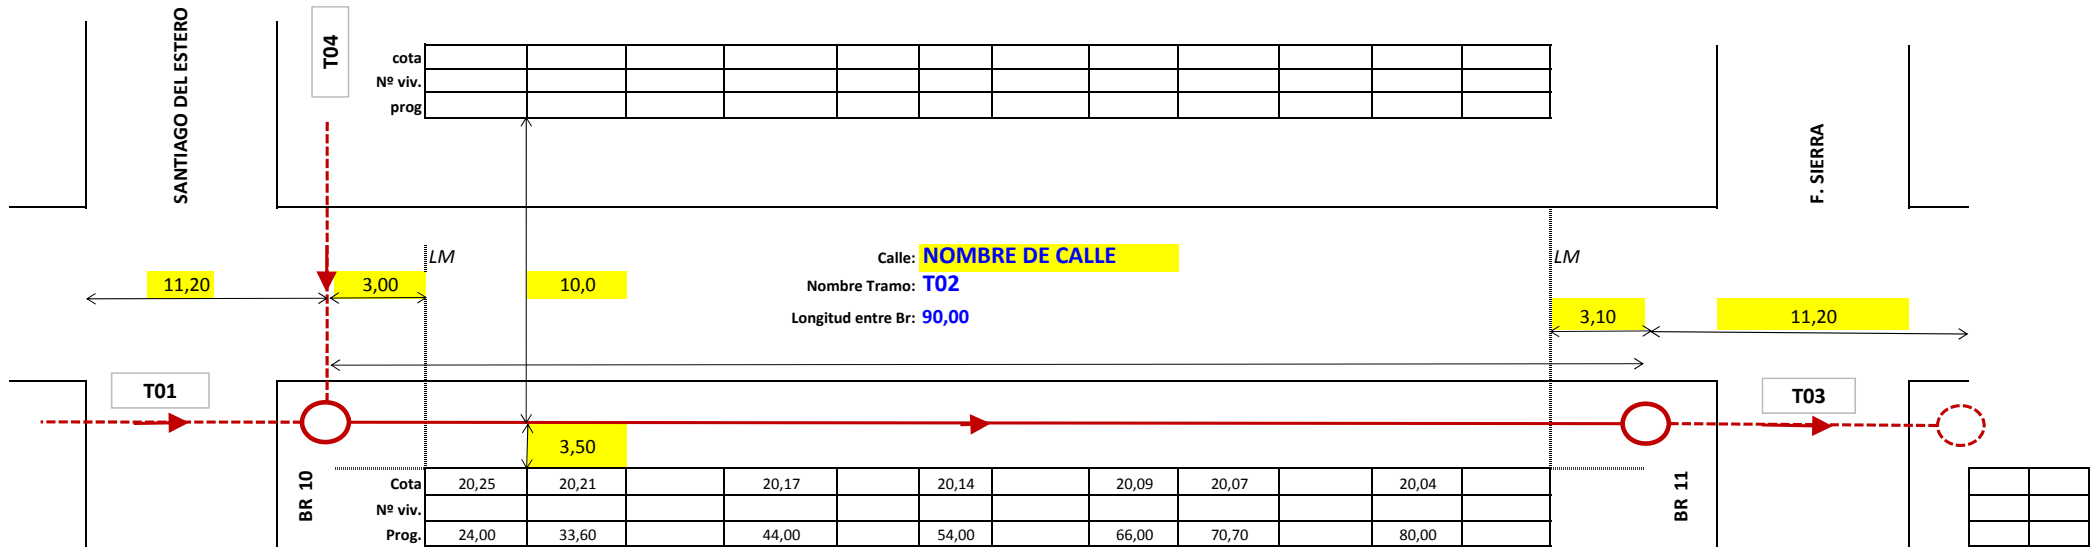 SANTIAGO DEL ESTERO
T04
cota
Nº viv.
prog
F. SIERRA
LM
Calle: NOMBRE DE CALLE
LM
11,20 3,00 10,0
Nombre Tramo: T02
Longitud entre Br: 90,00
3,10 11,20
T01
T03
3,50
BR 10
BR 11
Cota 20,25 20,21 20,17 20,14 20,09 20,07 20,04
Nº viv.
Prog. 24,00 33,60 44,00 54,00 66,00 70,70 80,00